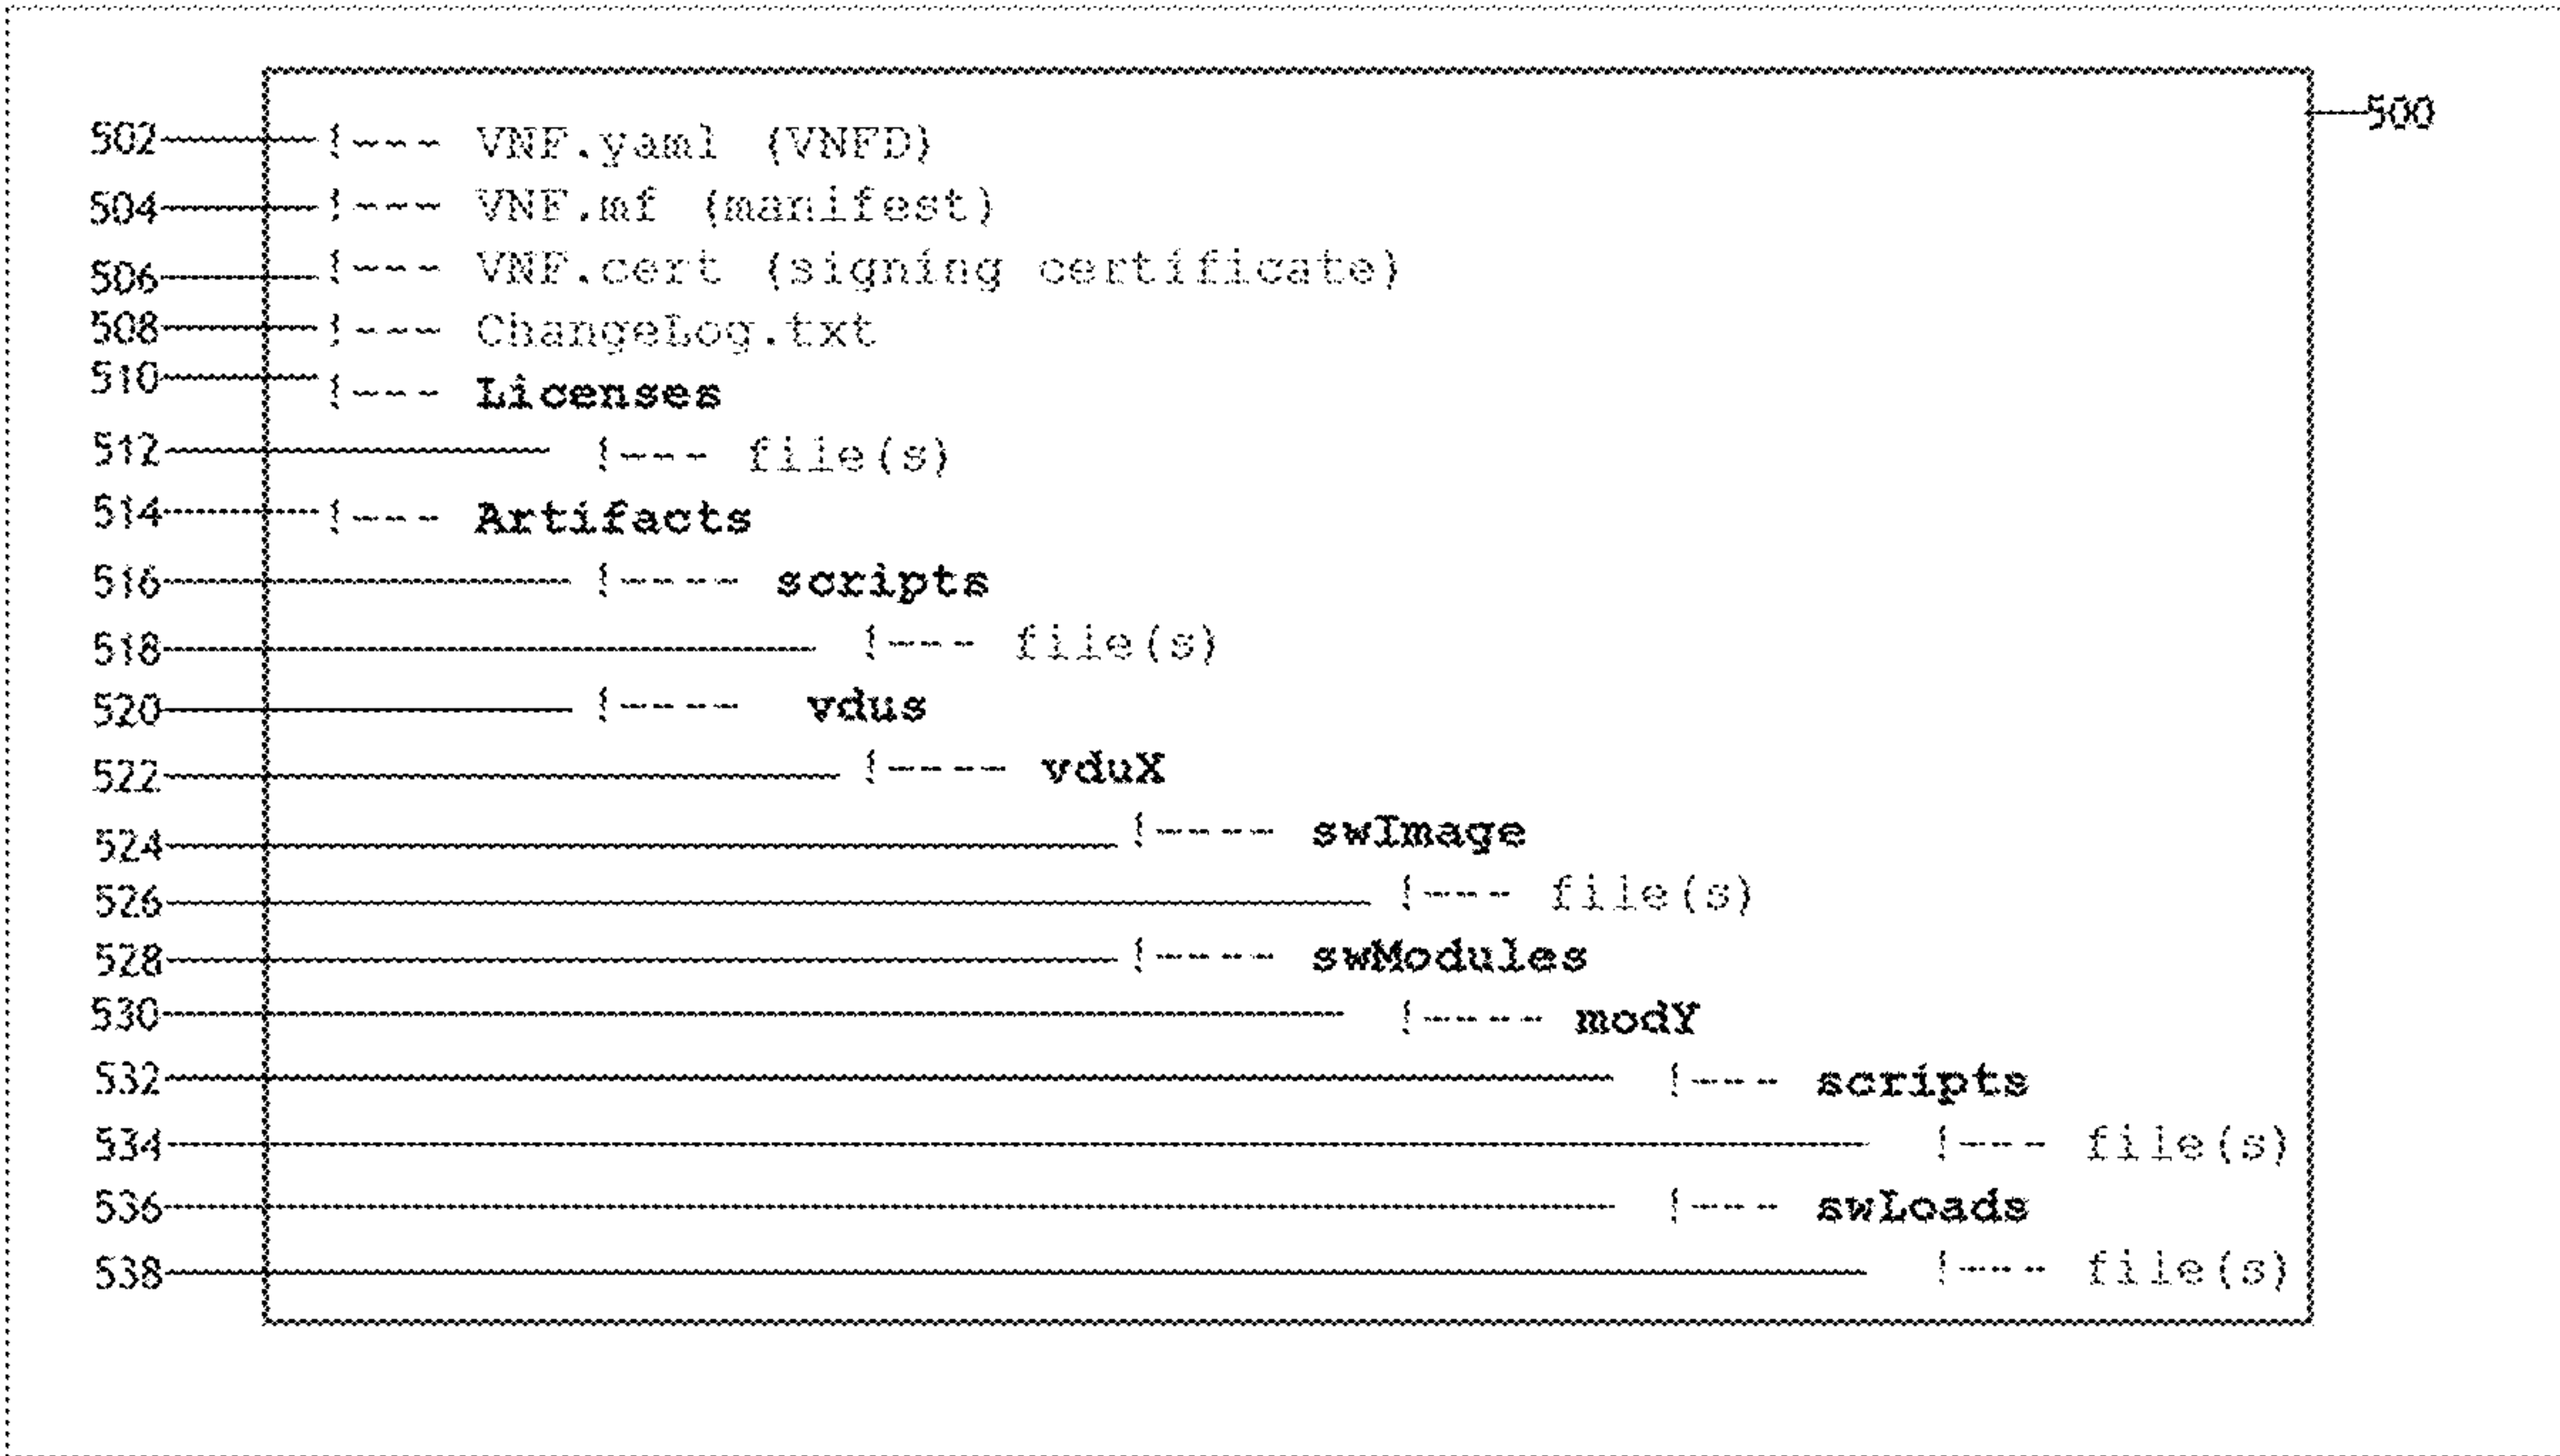 500
502 |--- VNF.yaml (VNFD)
504 |--- VNF.mf (manifest)
506 |--- VNF.cert (signing certificate)
508 |--- ChangeLog.txt
510 |--- Licenses
512 |--- file(s)
514 |--- Artifacts
516 |---- scripts
518 |--- file(s)
520 |---- vdus
522 |---- vduX
524 |---- swImage
526 |--- file(s)
528 |---- swModules
530 |---- modY
532 |--- scripts
534 |--- file(s)
536 |--- swLoads
538 |--- file(s)